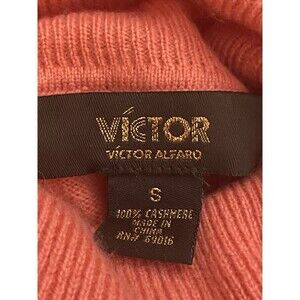 VíCTOR
VÍCTOR ALFARO
S
100% CASHMERE
MADE IN
CHINA
RN# 69016